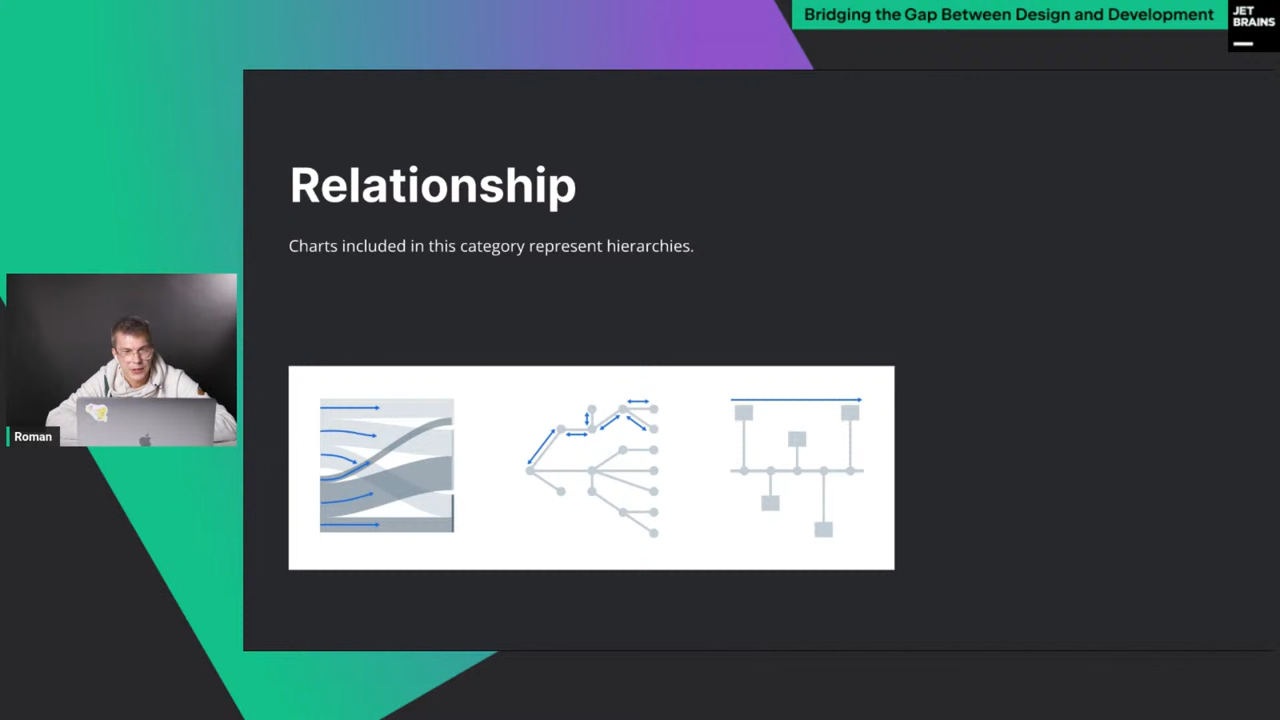 Bridging the Gap Between Design and Development
JET
BRAINS
Relationship
Charts included in this category represent hierarchies.
Roman